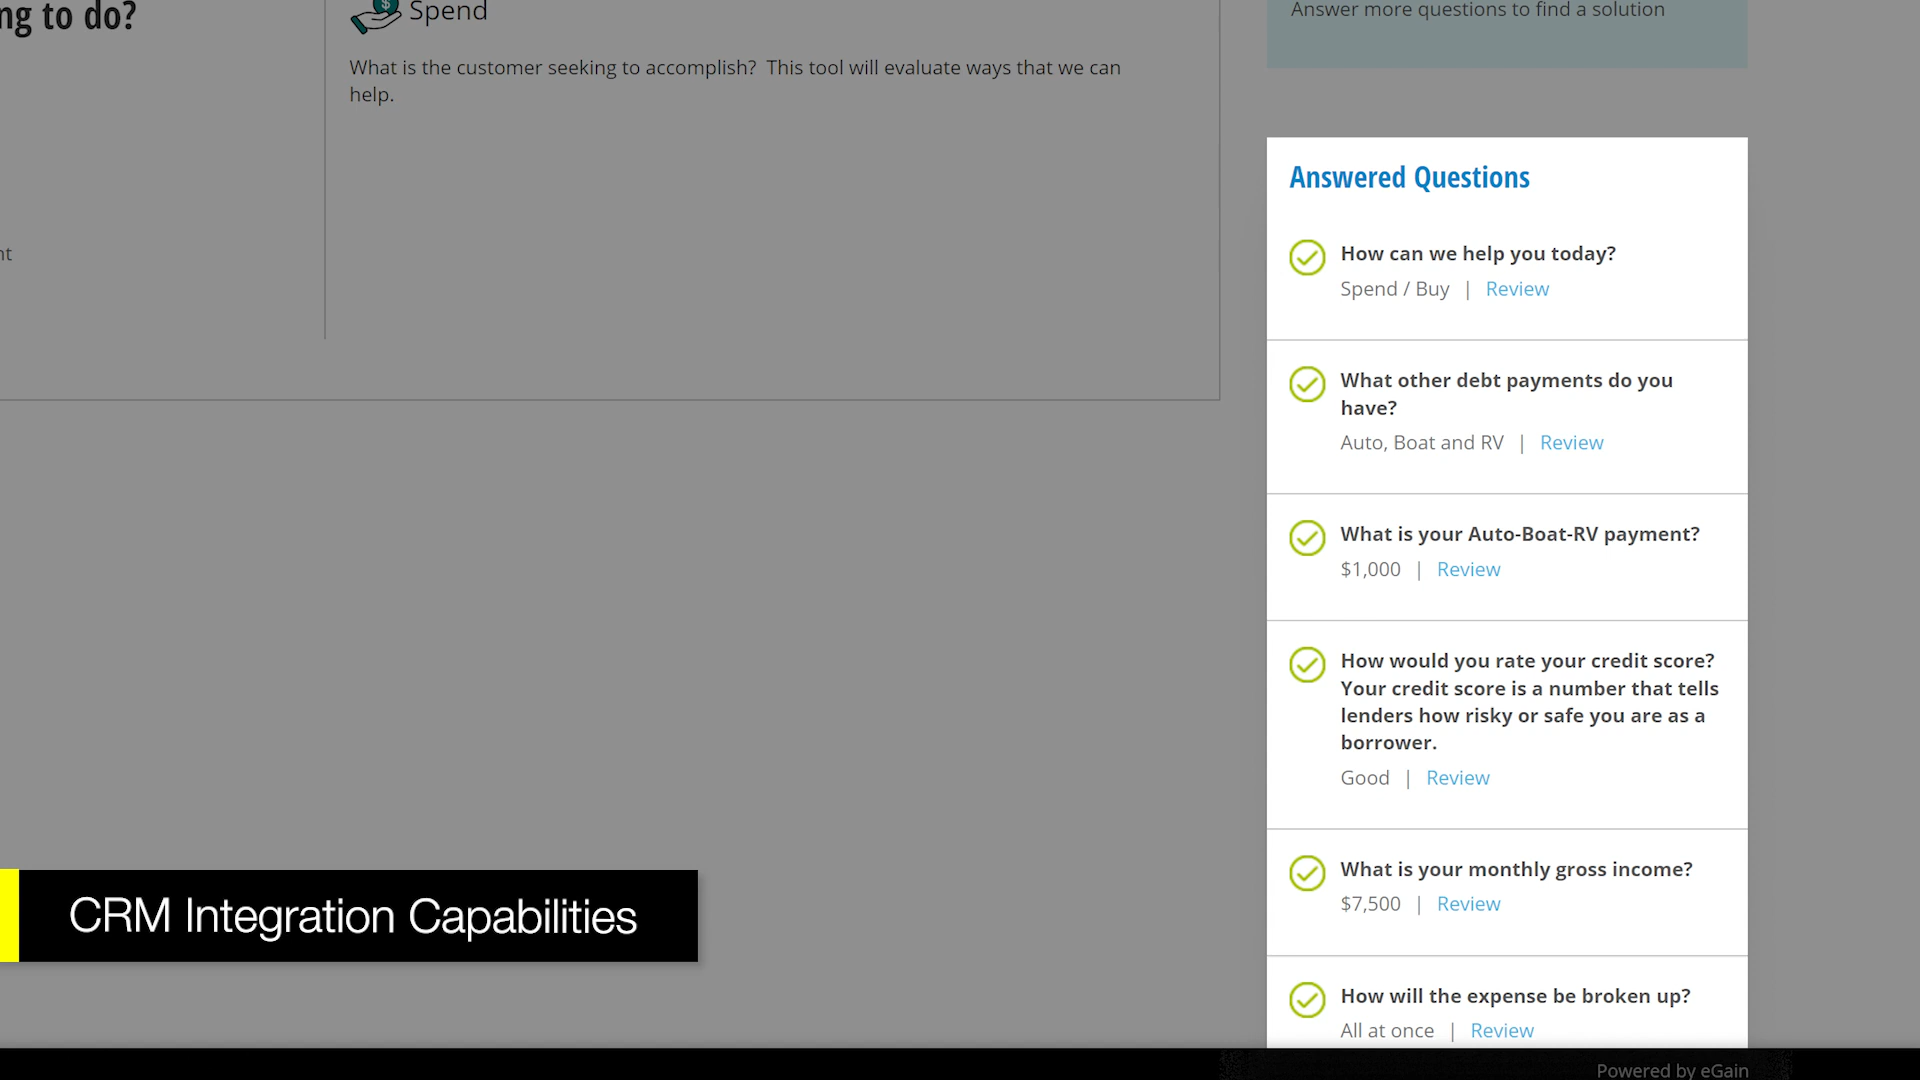 ng to do?
Spend
What is the customer seeking to accomplish? This tool will evaluate ways that we can
help.
nt
Answer more questions to find a solution
Answered Questions
How can we help you today?
Spend / Buy | Review
What other debt payments do you
have?
Auto, Boat and RV | Review
What is your Auto-Boat-RV payment?
$1,000 | Review
How would you rate your credit score?
Your credit score is a number that tells
lenders how risky or safe you are as a
borrower.
Good | Review
What is your monthly gross income?
$7,500 | Review
How will the expense be broken up?
All at once | Review
CRM Integration Capabilities
Powered by eGain